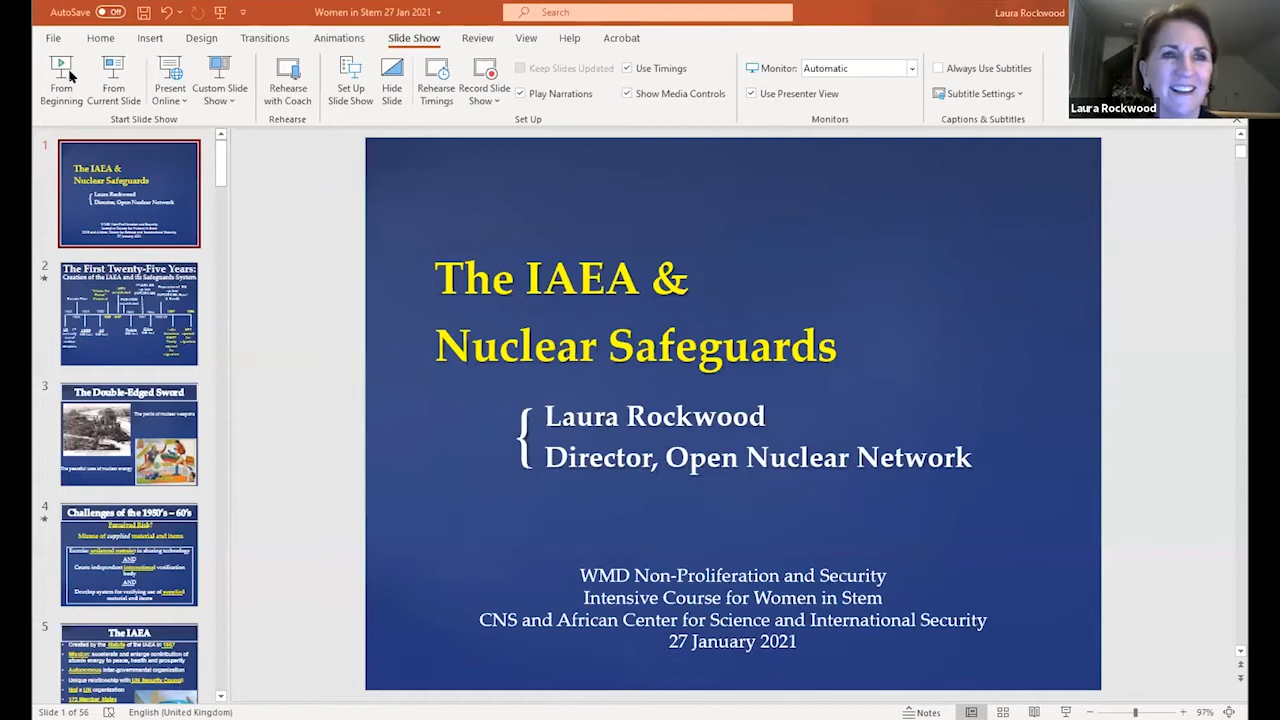 AutoSave Off
Women in Stem 27 Jan 2021
Search
Laura Rockwood
File Home Insert Design Transitions Animations Slide Show Review View Help Acrobat
From Beginning
From Current Slide
Present Online
Custom Slide Show
Start Slide Show
Rehearse with Coach
Rehearse
Set Up Slide Show
Hide Slide
Rehearse Timings
Record Slide Show
Keep Slides Updated
Play Narrations
Use Timings
Show Media Controls
Set Up
Monitor: Automatic
Use Presenter View
Monitors
Always Use Subtitles
Subtitle Settings
Captions & Subtitles
Laura Rockwood
1
The IAEA &
Nuclear Safeguards
Laura Rockwood
Director, Open Nuclear Network
2
The First Twenty-Five Years:
Creation of the IAEA and its Safeguards System
3
The Double-Edged Sword
The perils of nuclear weapons
The peaceful uses of nuclear energy
4
Challenges of the 1950's – 60's
Perceived Risk?
Misuse of supplied material and items
Exercise unilateral restraint in sharing technology
AND
Create independent international verification
body
AND
Develop system for verifying use of supplied
material and items
5
The IAEA
Created by the Statute of the IAEA in 1957
Mission: accelerate and enlarge contribution of
atomic energy to peace, health and prosperity
Autonomous inter-governmental organization
Unique relationship with UN Security Council
Not a UN organization
172 Member States
The IAEA &
Nuclear Safeguards
{ Laura Rockwood
Director, Open Nuclear Network
WMD Non-Proliferation and Security
Intensive Course for Women in Stem
CNS and African Center for Science and International Security
27 January 2021
Slide 1 of 56
English (United Kingdom)
Notes
97%